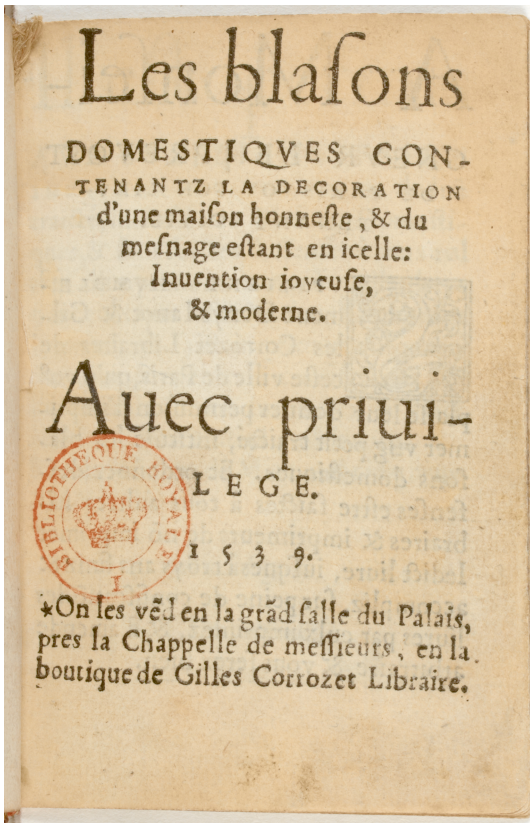 Les blaſons
DOMESTIQVES CON-
TENANTZ LA DECORATION
d'une maiſon honneſte, & du
meſnage eſtant en icelle:
Inuention ioyeuſe,
& moderne.
Auec priui-
LEGE.
BIBLIOTHEQUE ROYALE
I
1539.
*On les vẽd en la grãd ſalle du Palais,
pres la Chappelle de meſſieurs, en la
boutique de Gilles Corrozet Libraire.